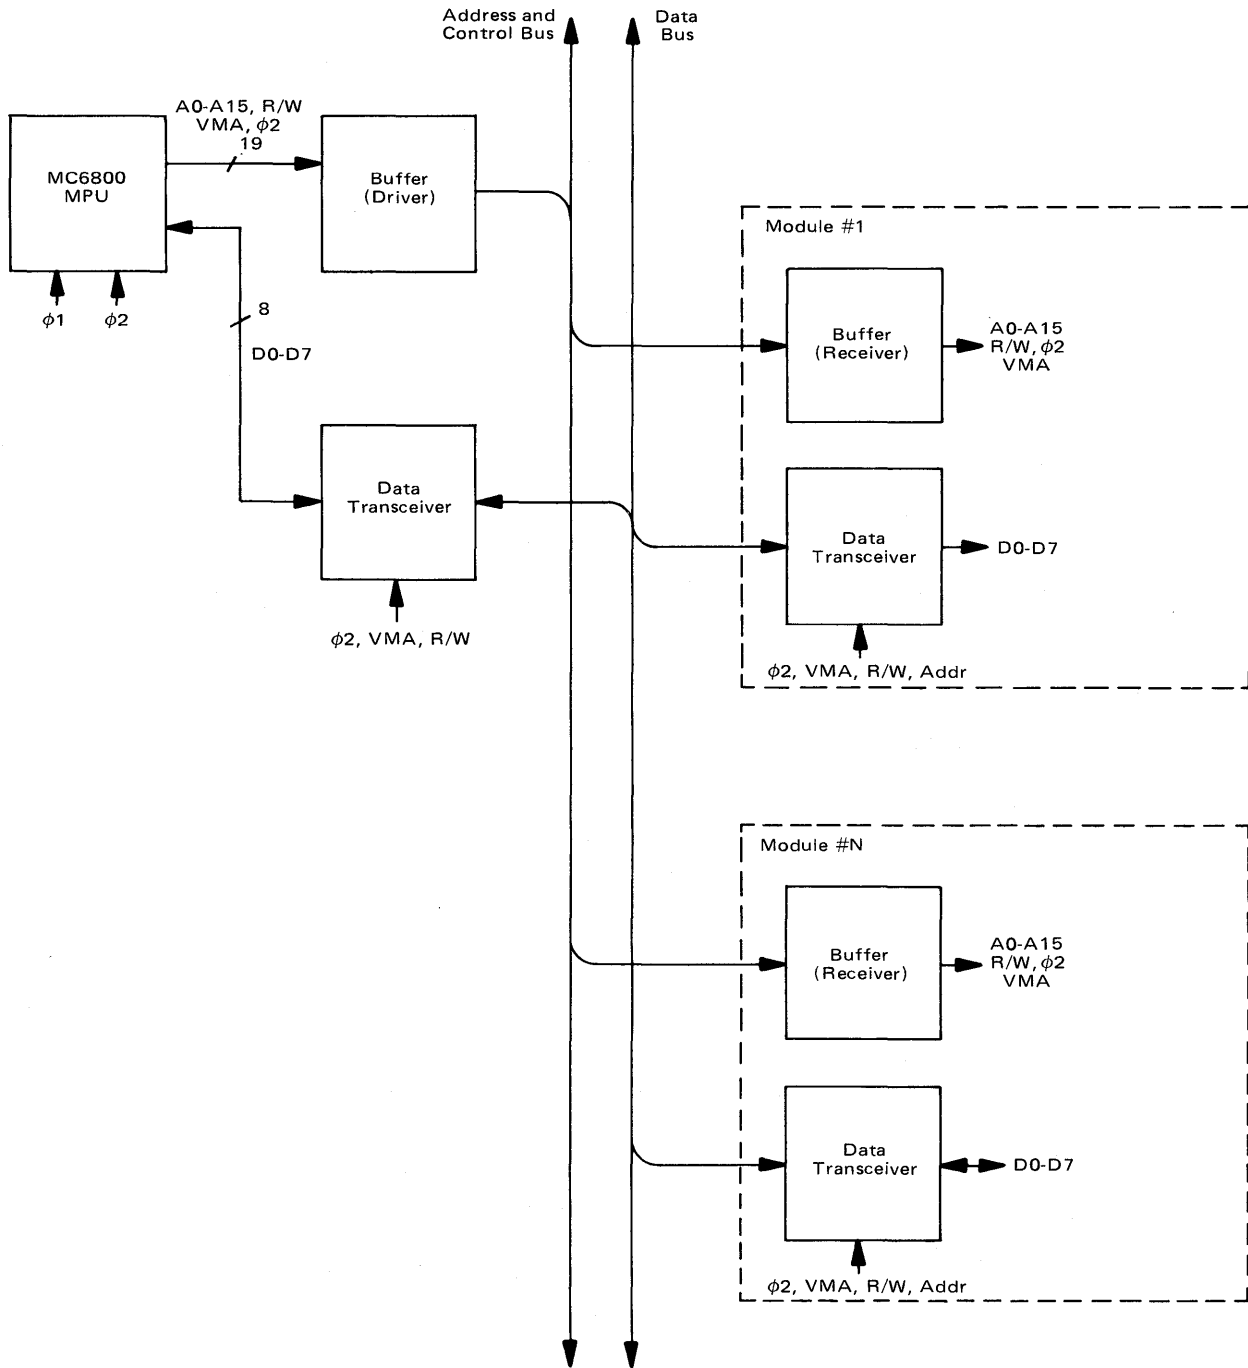 Address and
Control Bus
Data
Bus
A0-A15, R/W
VMA, ϕ2
19
MC6800
MPU
Buffer
(Driver)
ϕ1
ϕ2
8
D0-D7
Data
Transceiver
ϕ2, VMA, R/W
Module #1
Buffer
(Receiver)
A0-A15
R/W, ϕ2
VMA
Data
Transceiver
D0-D7
ϕ2, VMA, R/W, Addr
Module #N
Buffer
(Receiver)
A0-A15
R/W, ϕ2
VMA
Data
Transceiver
D0-D7
ϕ2, VMA, R/W, Addr